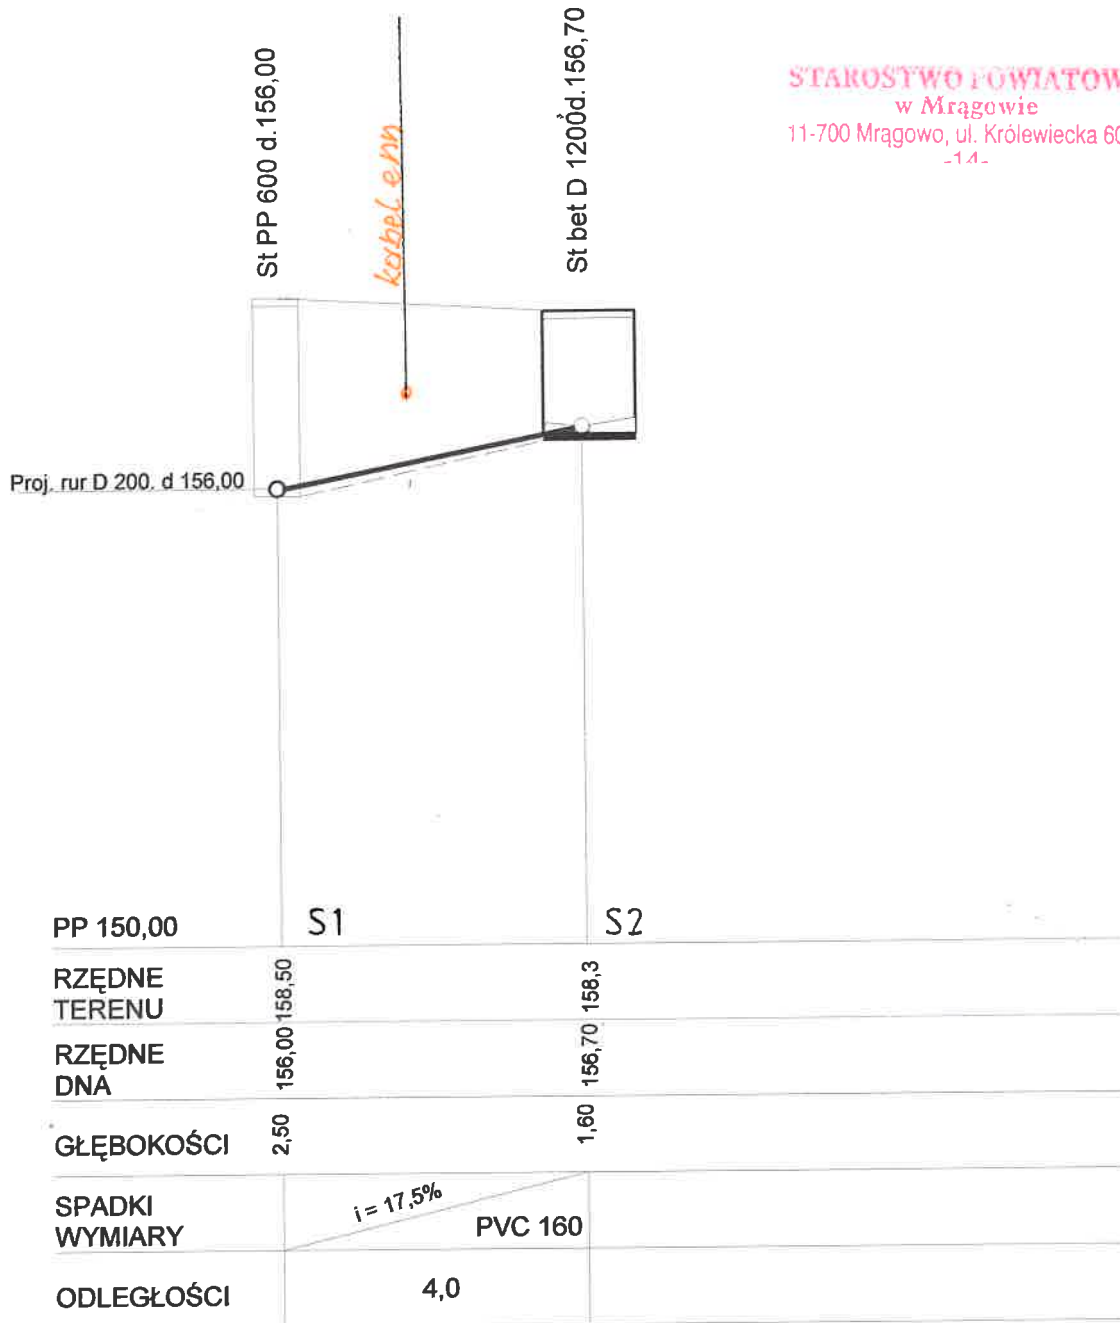 St PP 600 d.156,00
kabel enn
St bet D 1200d.156,70
STAROSTWO POWIATOW
w Mrągowie
11-700 Mrągowo, ul. Królewiecka 60
-14-
Proj. rur D 200. d 156,00
PP 150,00
S1
S2
RZĘDNE
TERENU
158,50
158,3
RZĘDNE
DNA
156,00
156,70
GŁĘBOKOŚCI
2,50
1,60
SPADKI
WYMIARY
i = 17,5%
PVC 160
ODLEGŁOŚCI
4,0